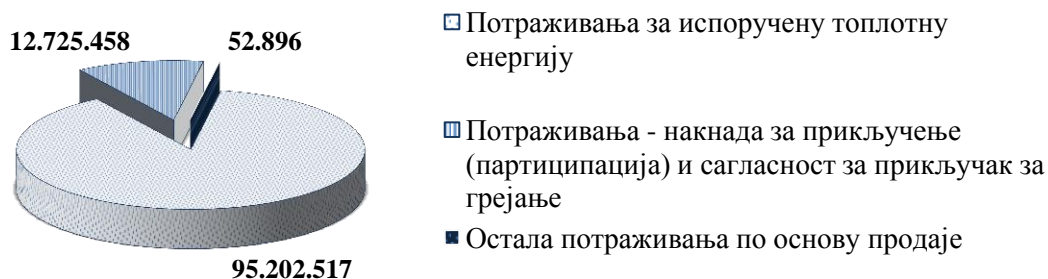 12.725.458
52.896
95.202.517
Потраживања за испоручену топлотну
енергију
Потраживања - накнада за прикључење
(партиципација) и сагласност за прикључак за
грејање
Остала потраживања по основу продаје